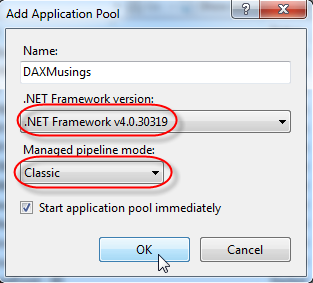 Add Application Pool
Name:
DAXMusings
.NET Framework version:
.NET Framework v4.0.30319
Managed pipeline mode:
Classic
Start application pool immediately
OK
Cancel